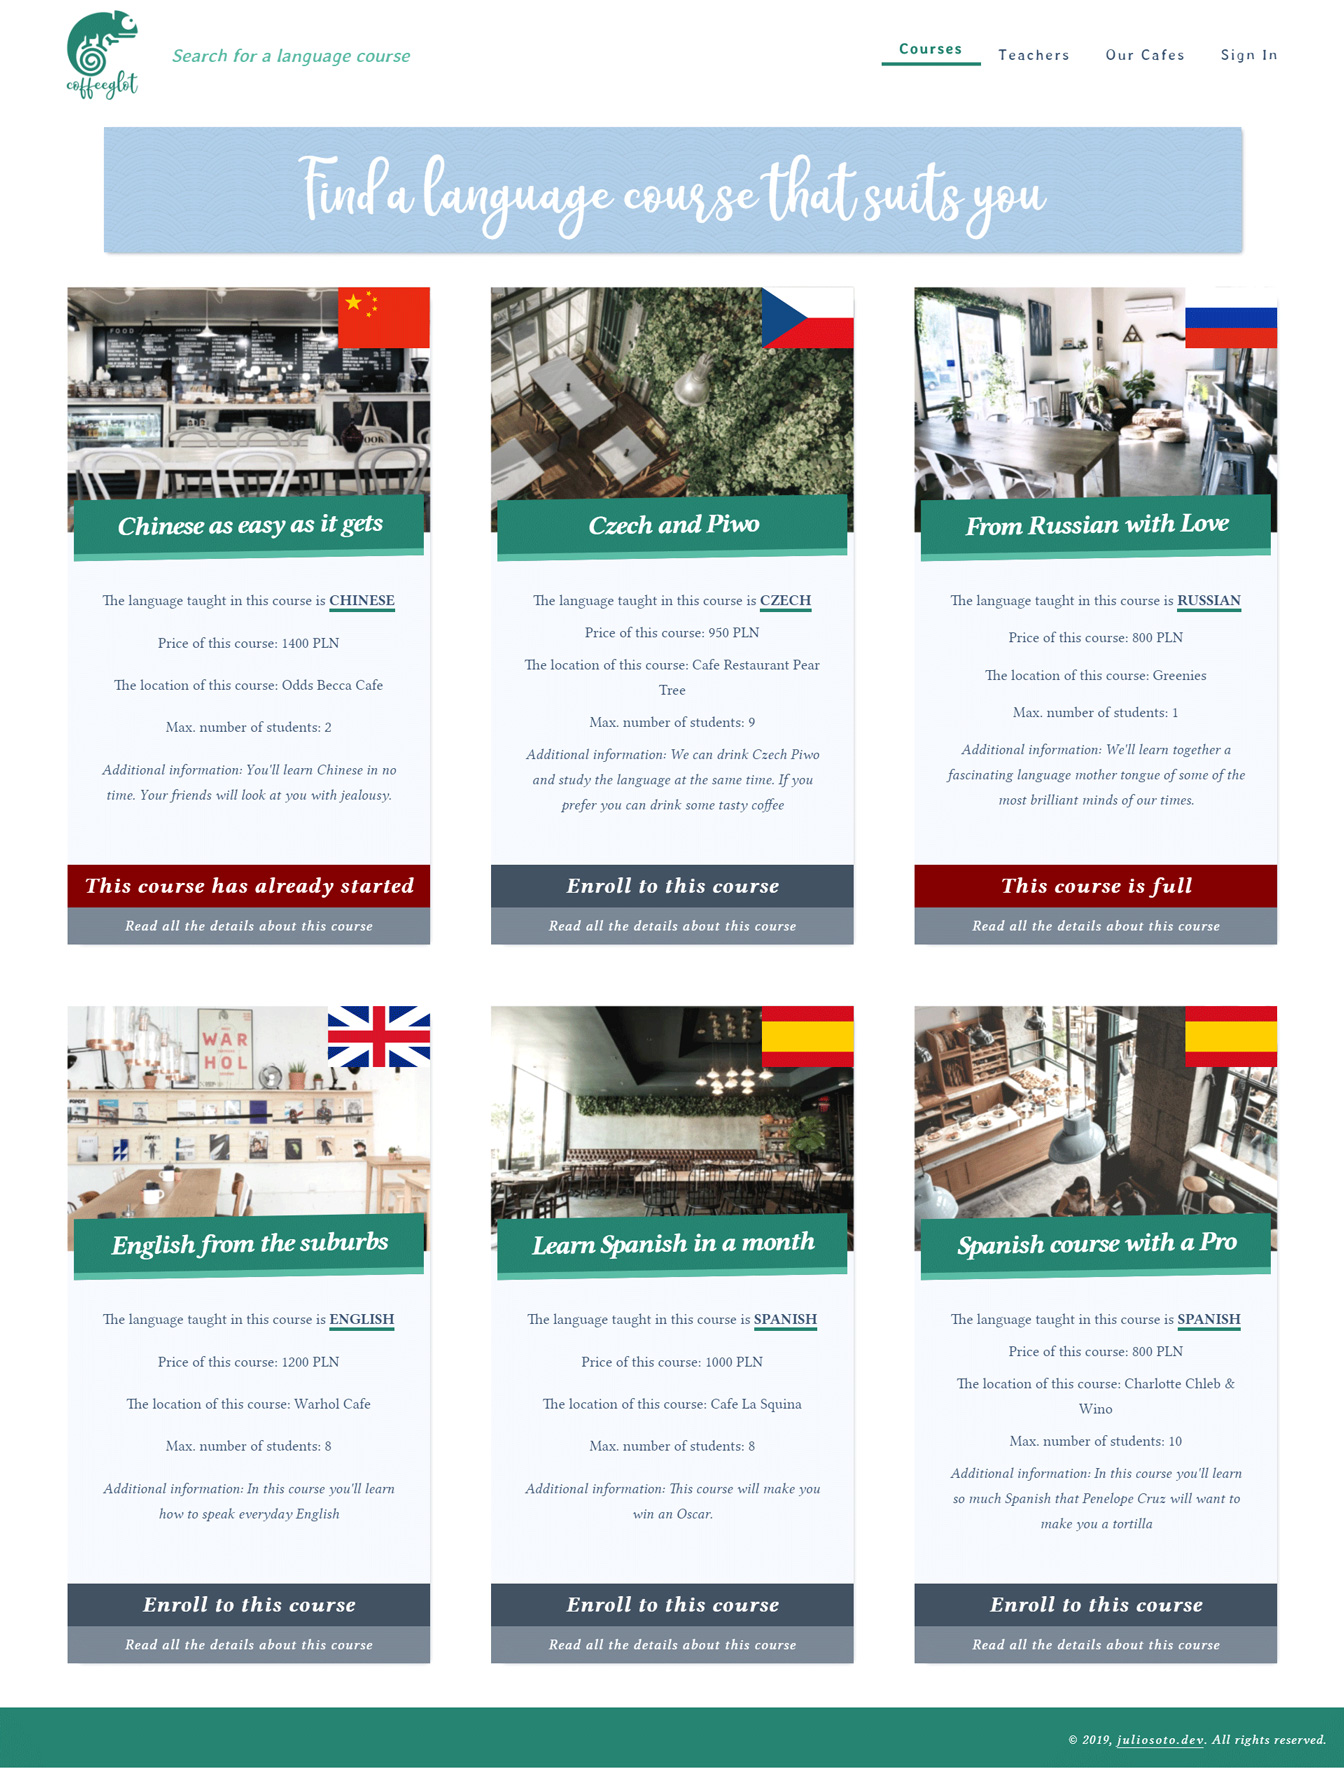 coffeeglot
Search for a language course
Courses
Teachers
Our Cafes
Sign In
Find a language course that suits you
FOOD
Chinese as easy as it gets
The language taught in this course is CHINESE
Price of this course: 1400 PLN
The location of this course: Odds Becca Cafe
Max. number of students: 2
Additional information: You'll learn Chinese in no
time. Your friends will look at you with jealousy.
This course has already started
Read all the details about this course
Czech and Piwo
The language taught in this course is CZECH
Price of this course: 950 PLN
The location of this course: Cafe Restaurant Pear
Tree
Max. number of students: 9
Additional information: We can drink Czech Piwo
and study the language at the same time. If you
prefer you can drink some tasty coffee
Enroll to this course
Read all the details about this course
From Russian with Love
The language taught in this course is RUSSIAN
Price of this course: 800 PLN
The location of this course: Greenies
Max. number of students: 1
Additional information: We'll learn together a
fascinating language mother tongue of some of the
most brilliant minds of our times.
This course is full
Read all the details about this course
WAR
HOL
English from the suburbs
The language taught in this course is ENGLISH
Price of this course: 1200 PLN
The location of this course: Warhol Cafe
Max. number of students: 8
Additional information: In this course you'll learn
how to speak everyday English
Enroll to this course
Read all the details about this course
Learn Spanish in a month
The language taught in this course is SPANISH
Price of this course: 1000 PLN
The location of this course: Cafe La Squina
Max. number of students: 8
Additional information: This course will make you
win an Oscar.
Enroll to this course
Read all the details about this course
Spanish course with a Pro
The language taught in this course is SPANISH
Price of this course: 800 PLN
The location of this course: Charlotte Chleb &
Wino
Max. number of students: 10
Additional information: In this course you'll learn
so much Spanish that Penelope Cruz will want to
make you a tortilla
Enroll to this course
Read all the details about this course
© 2019, juliosoto.dev. All rights reserved.